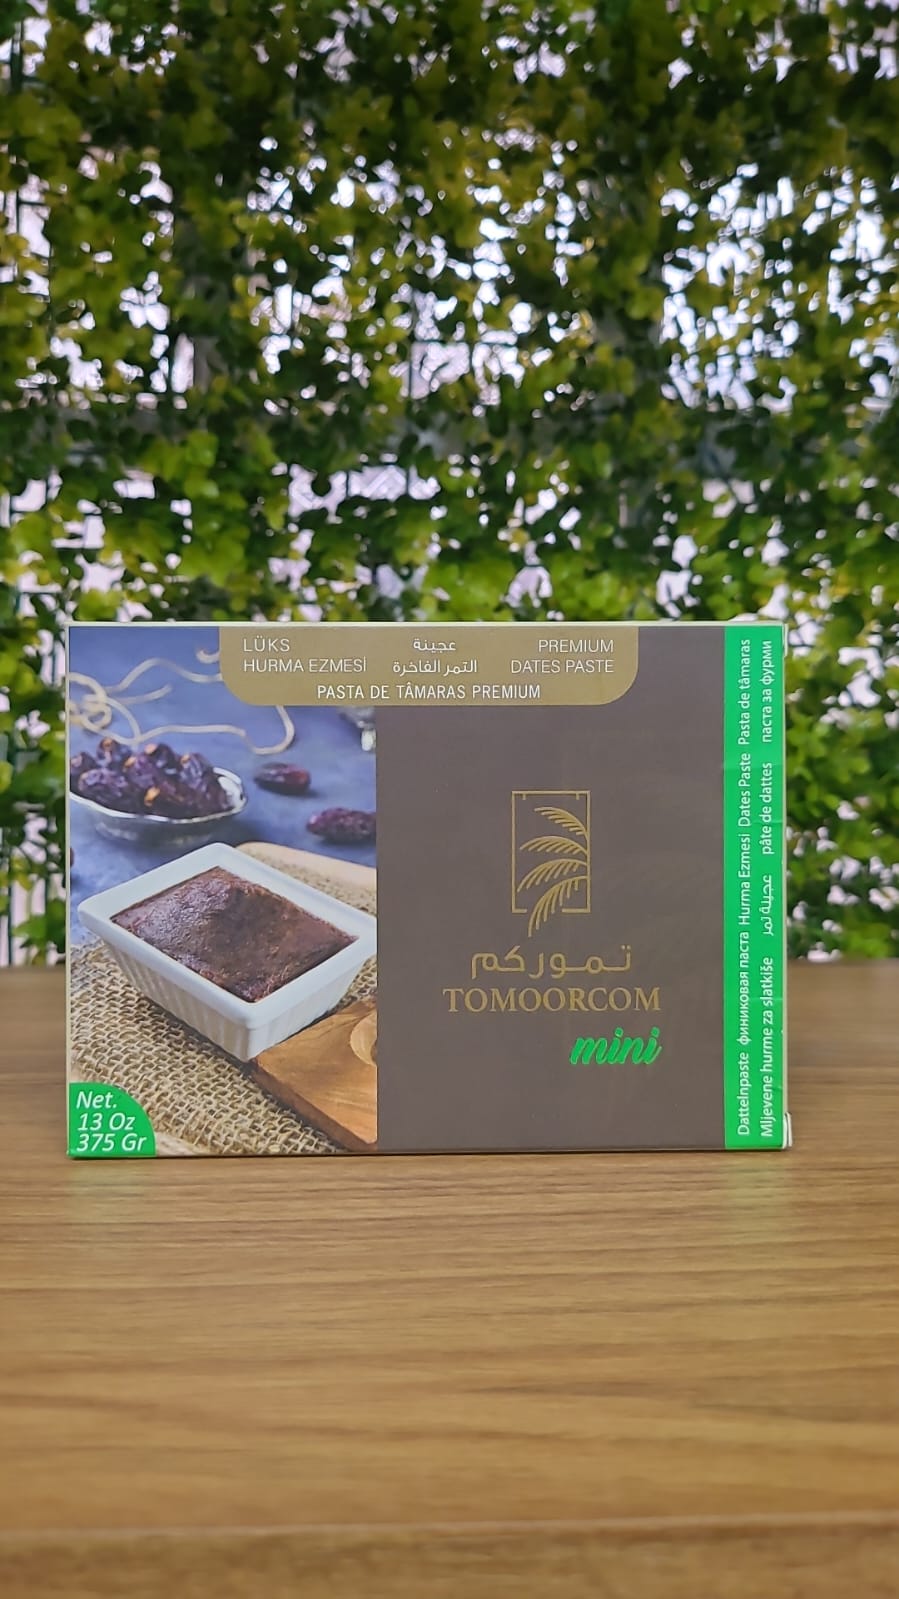 LÜKS
HURMA EZMESİ
عجينة
التمر الفاخرة
PREMIUM
DATES PASTE
PASTA DE TÂMARAS PREMIUM
تموركم
TOMOORCOM
mini
Net.
13 Oz
375 Gr
Dattelnpaste финиковая паста Hurma Ezmesi Dates Paste Pasta de tâmaras
Mljevene hurme za slatkiše عجينة تمر pâte de dattes паста за фурми